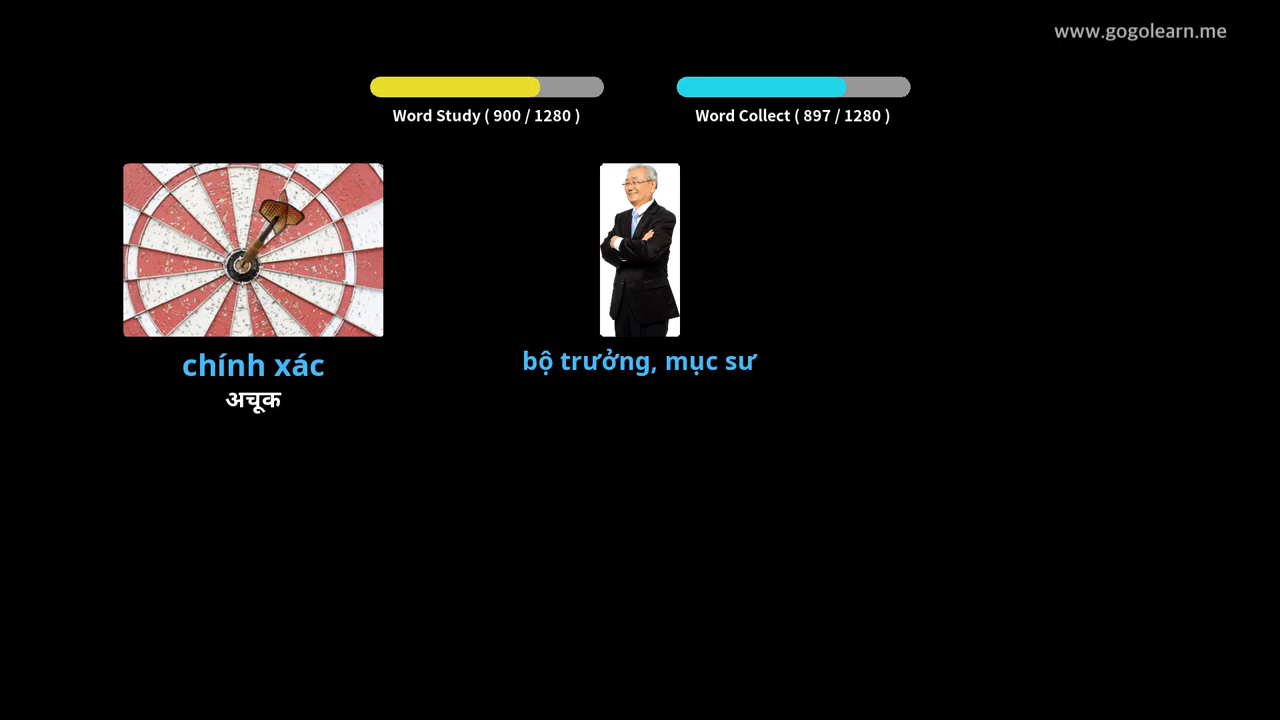 www.gogolearn.me
Word Study ( 900 / 1280 )
Word Collect ( 897 / 1280 )
chính xác
अचूक
bộ trưởng, mục sư